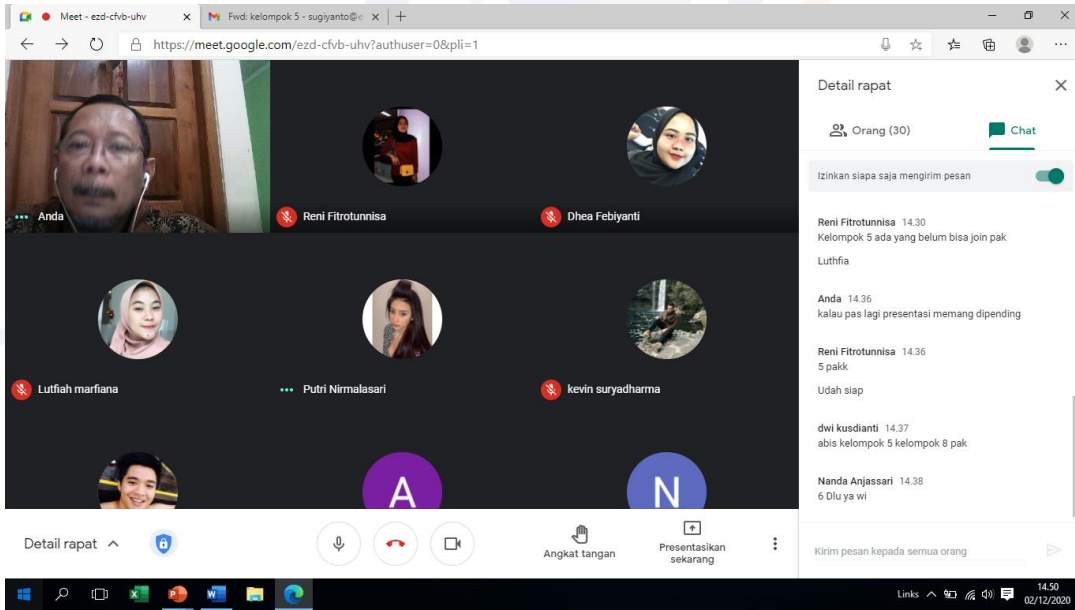 Meet - ezd-cfvb-uhv
Fwd: kelompok 5 - sugiyanto@e
https://meet.google.com/ezd-cfvb-uhv?authuser=0&pli=1
Anda
Reni Fitrotunnisa
Dhea Febiyanti
Lutfiah marfiana
Putri Nirmalasari
kevin suryadharma
A
N
Detail rapat
Orang (30)
Chat
Izinkan siapa saja mengirim pesan
Reni Fitrotunnisa 14.30
Kelompok 5 ada yang belum bisa join pak
Luthfia
Anda 14.36
kalau pas lagi presentasi memang dipending
Reni Fitrotunnisa 14.36
5 pakk
Udah siap
dwi kusdianti 14.37
abis kelompok 5 kelompok 8 pak
Nanda Anjassari 14.38
6 Dlu ya wi
Kirim pesan kepada semua orang
Detail rapat
Angkat tangan
Presentasikan
sekarang
Links
14.50
02/12/2020